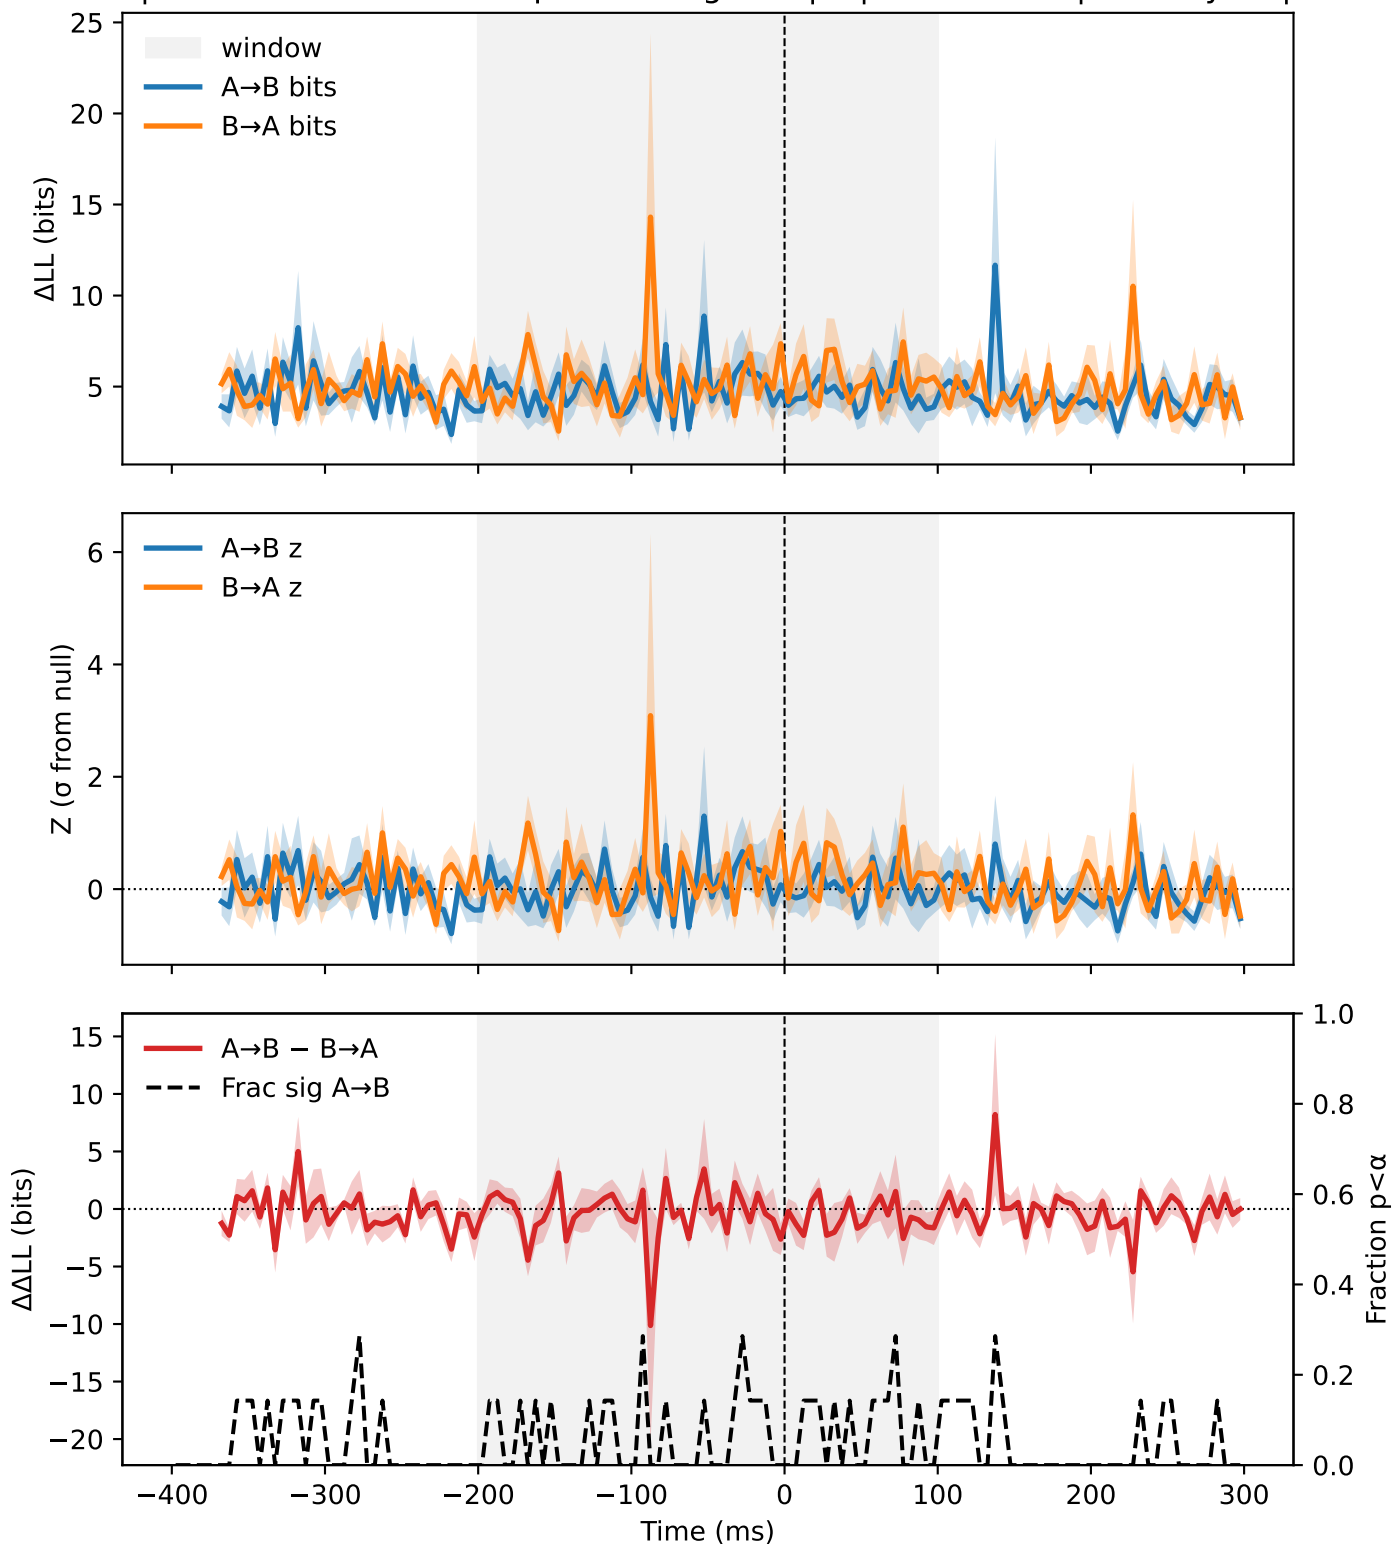 25
20
15
10
5
ΔLL (bits)
window
A→B bits
B→A bits
6
4
2
0
Z (σ from null)
A→B z
B→A z
15
10
5
0
−5
−10
−15
−20
ΔΔLL (bits)
A→B − B→A
Frac sig A→B
1.0
0.8
0.6
0.4
0.2
0.0
Fraction p<α
−400 −300 −200 −100 0 100 200 300
Time (ms)